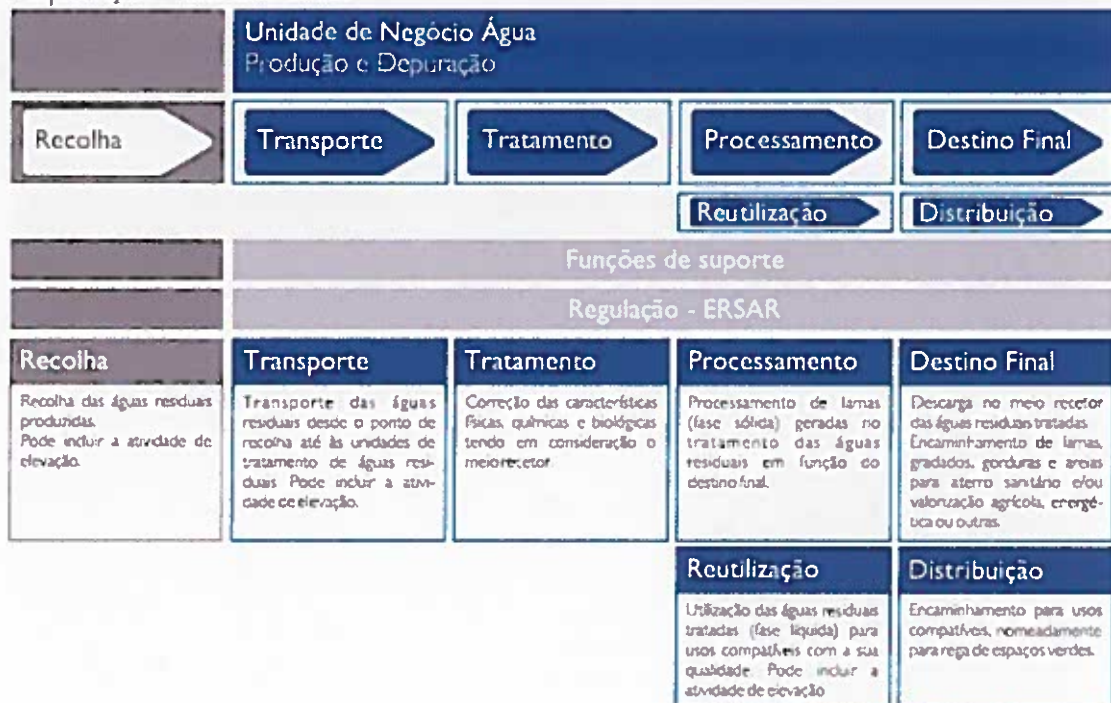 Unidade de Negócio Água
Produção e Depuração
Recolha
Transporte
Tratamento
Processamento
Destino Final
Reutilização
Distribuição
Funções de suporte
Regulação - ERSAR
Recolha
Recolha das águas residuais
produzidas.
Pode incluir a atividade de
elevação.
Transporte
Transporte das águas
residuais desde o ponto de
recolha até às unidades de
tratamento de águas resi-
duais. Pode incluir a ativi-
dade de elevação.
Tratamento
Correção das características
físicas, químicas e biológicas
tendo em consideração o
meio recetor
Processamento
Processamento de lamas
(fase sólida) geradas no
tratamento das águas
residuais em função do
destino final.
Destino Final
Descarga no meio recetor
das águas residuais tratadas
Encaminhamento de lamas,
gradados, gorduras e areias
para aterro sanitário e/ou
valorização agrícola, energé-
tica ou outras.
Reutilização
Utilização das águas residuais
tratadas (fase líquida) para
usos compatíveis com a sua
qualidade. Pode incluir a
atividade de elevação
Distribuição
Encaminhamento para usos
compatíveis, nomeadamente
para rega de espaços verdes.